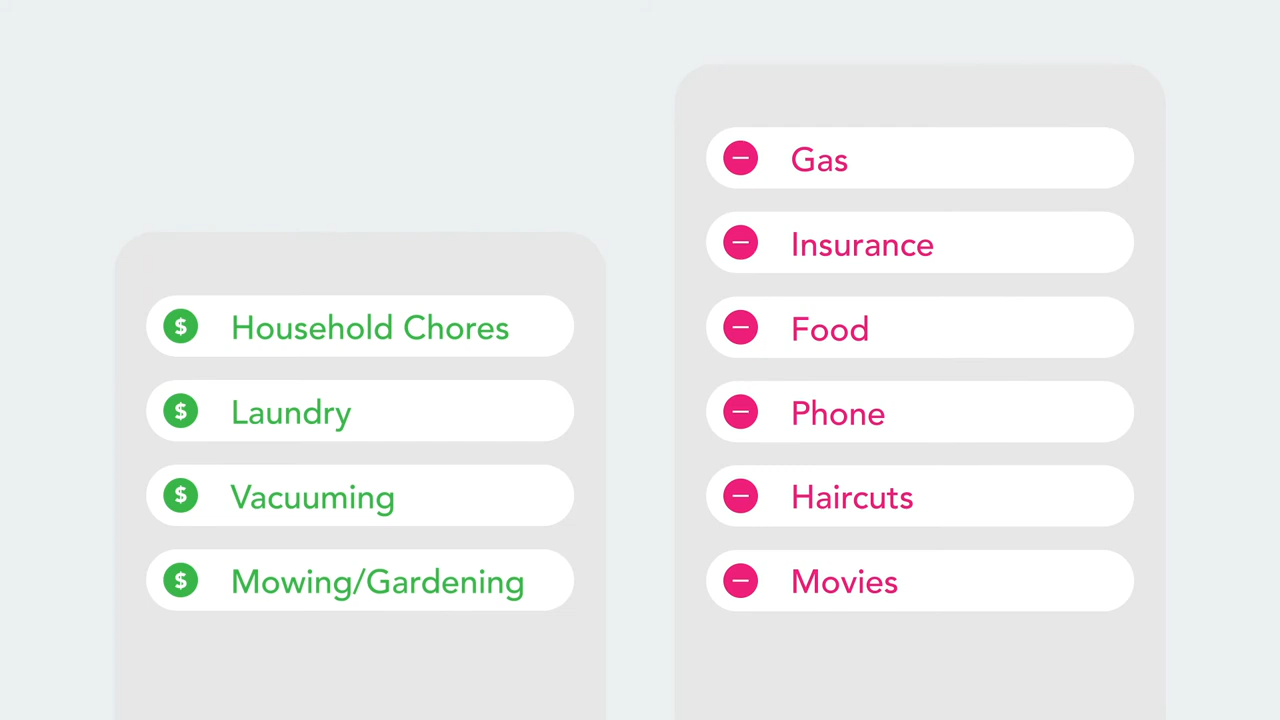 $ Household Chores
$ Laundry
$ Vacuuming
$ Mowing/Gardening
Gas
Insurance
Food
Phone
Haircuts
Movies